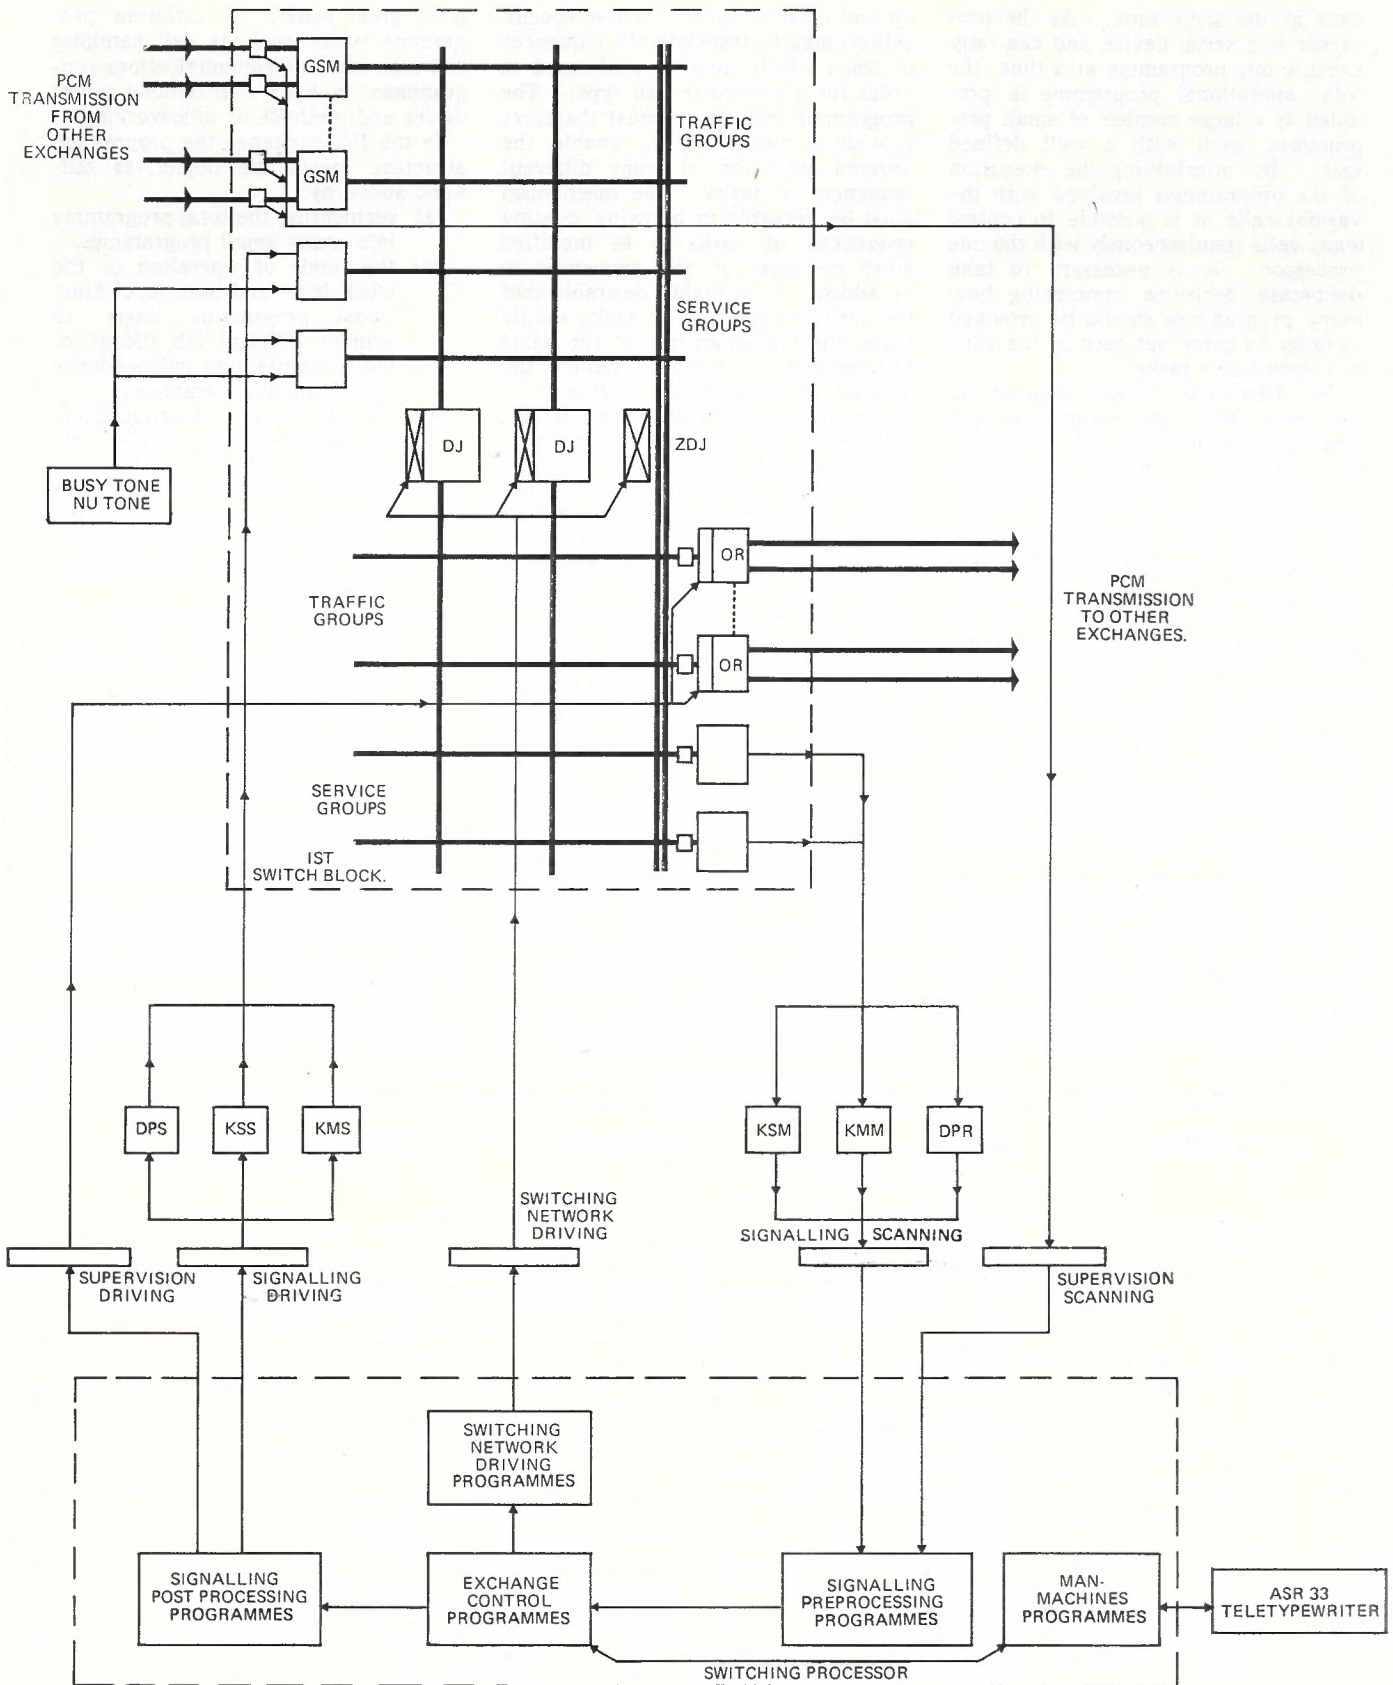 PCM
TRANSMISSION
FROM
OTHER
EXCHANGES
GSM
GSM
TRAFFIC
GROUPS
SERVICE
GROUPS
DJ
DJ
ZDJ
BUSY TONE
NU TONE
OR
TRAFFIC
GROUPS
PCM
TRANSMISSION
TO OTHER
EXCHANGES.
OR
SERVICE
GROUPS
IST
SWITCH BLOCK.
DPS
KSS
KMS
KSM
KMM
DPR
SWITCHING
NETWORK
DRIVING
SIGNALLING SCANNING
SUPERVISION
DRIVING
SIGNALLING
DRIVING
SUPERVISION
SCANNING
SWITCHING
NETWORK
DRIVING
PROGRAMMES
SIGNALLING
POST PROCESSING
PROGRAMMES
EXCHANGE
CONTROL
PROGRAMMES
SIGNALLING
PREPROCESSING
PROGRAMMES
MAN-
MACHINES
PROGRAMMES
ASR 33
TELETYPEWRITER
SWITCHING PROCESSOR